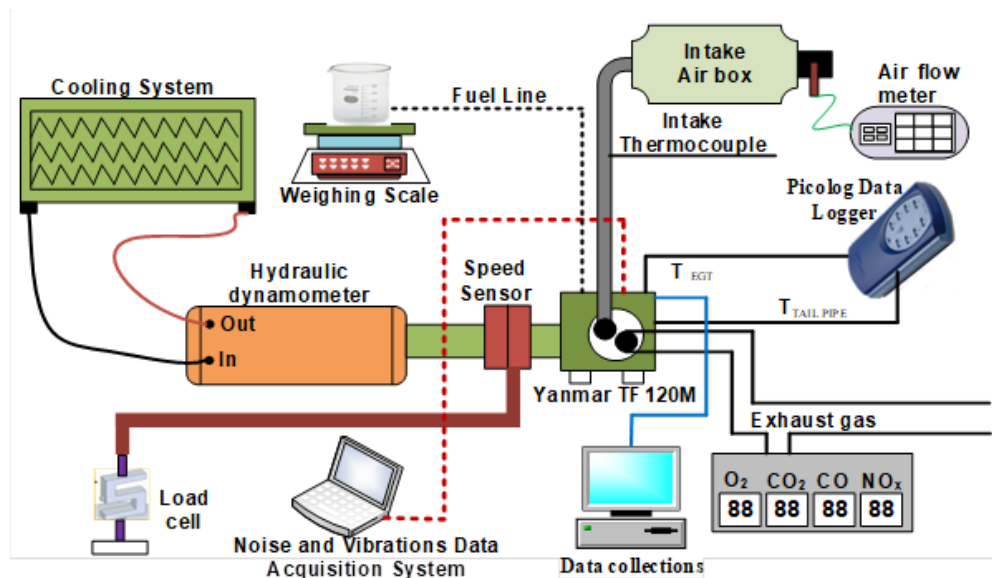 Cooling System
Fuel Line
Weighing Scale
Intake
Air box
Air flow
meter
Intake
Thermocouple
Picolog Data
Logger
Hydraulic
dynamometer
Out
In
Speed
Sensor
T EGT
T TAIL PIPE
Yanmar TF 120M
Exhaust gas
O₂ CO₂ CO NOₓ
88 88 88 88
Load
cell
Noise and Vibrations Data
Acquisition System
Data collections